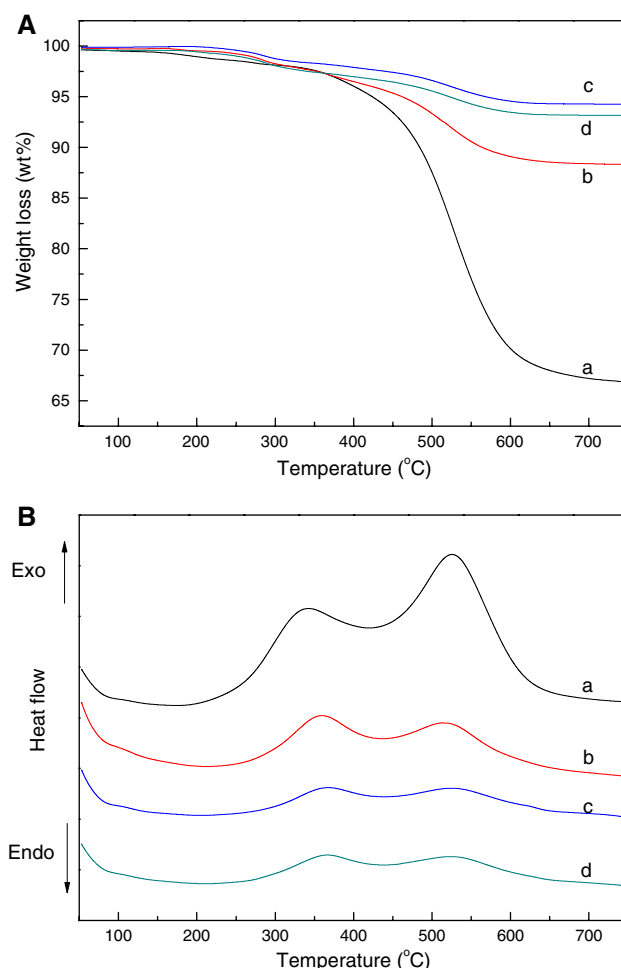 A
100
95
90
85
80
75
70
65
Weight loss (wt%)
c
d
b
a
100 200 300 400 500 600 700
Temperature (°C)
B
Exo
Heat flow
Endo
a
b
c
d
100 200 300 400 500 600 700
Temperature (°C)